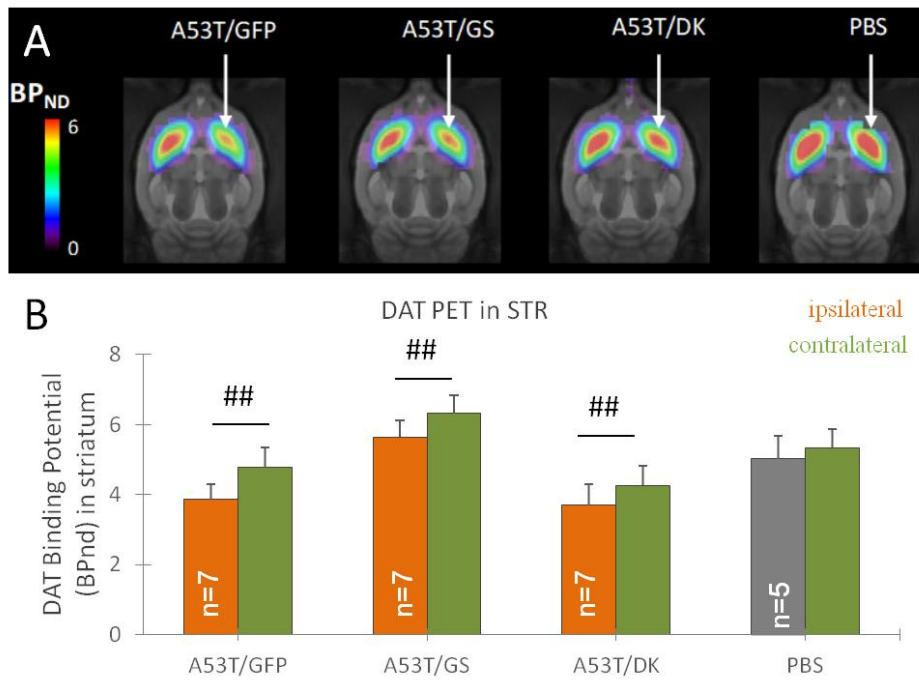 A
A53T/GFP
A53T/GS
A53T/DK
PBS
BPND
6
0
B
DAT PET in STR
ipsilateral
contralateral
DAT Binding Potential
(BPnd) in striatum
8
6
4
2
0
##
##
##
n=7
n=7
n=7
n=5
A53T/GFP
A53T/GS
A53T/DK
PBS